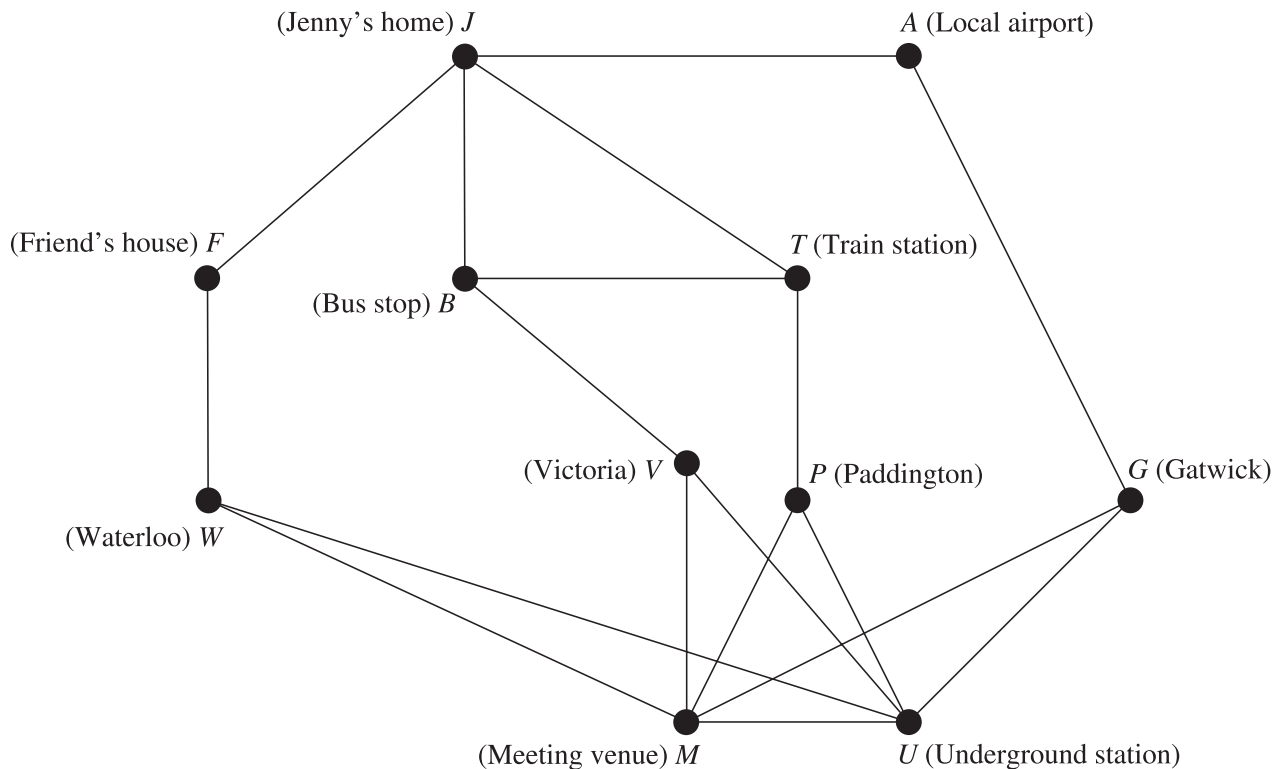 (Jenny’s home) J
A (Local airport)
(Friend’s house) F
T (Train station)
(Bus stop) B
(Victoria) V
P (Paddington)
G (Gatwick)
(Waterloo) W
(Meeting venue) M
U (Underground station)